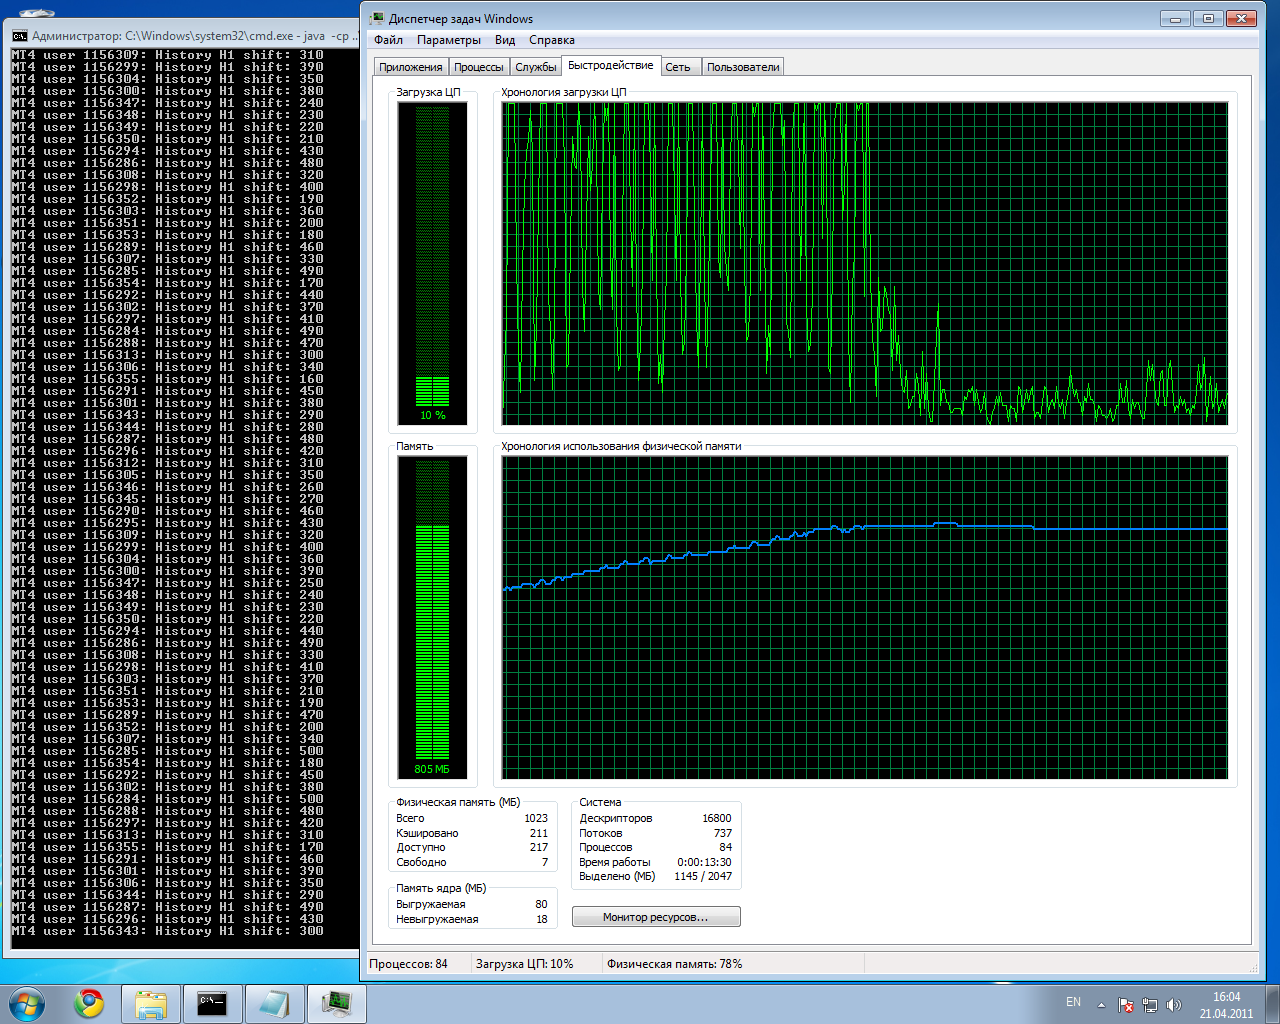 Администратор: C:\Windows\system32\cmd.exe - java -cp ..
MT4 user 1156309: History H1 shift: 310
MT4 user 1156299: History H1 shift: 390
MT4 user 1156304: History H1 shift: 350
MT4 user 1156300: History H1 shift: 380
MT4 user 1156347: History H1 shift: 240
MT4 user 1156348: History H1 shift: 230
MT4 user 1156349: History H1 shift: 220
MT4 user 1156350: History H1 shift: 210
MT4 user 1156294: History H1 shift: 430
MT4 user 1156286: History H1 shift: 480
MT4 user 1156308: History H1 shift: 320
MT4 user 1156298: History H1 shift: 400
MT4 user 1156352: History H1 shift: 190
MT4 user 1156303: History H1 shift: 360
MT4 user 1156351: History H1 shift: 200
MT4 user 1156353: History H1 shift: 180
MT4 user 1156289: History H1 shift: 460
MT4 user 1156307: History H1 shift: 330
MT4 user 1156285: History H1 shift: 490
MT4 user 1156354: History H1 shift: 170
MT4 user 1156292: History H1 shift: 440
MT4 user 1156302: History H1 shift: 370
MT4 user 1156297: History H1 shift: 410
MT4 user 1156284: History H1 shift: 490
MT4 user 1156288: History H1 shift: 470
MT4 user 1156313: History H1 shift: 300
MT4 user 1156306: History H1 shift: 340
MT4 user 1156355: History H1 shift: 160
MT4 user 1156291: History H1 shift: 450
MT4 user 1156301: History H1 shift: 380
MT4 user 1156343: History H1 shift: 290
MT4 user 1156344: History H1 shift: 280
MT4 user 1156287: History H1 shift: 480
MT4 user 1156296: History H1 shift: 420
MT4 user 1156312: History H1 shift: 310
MT4 user 1156305: History H1 shift: 350
MT4 user 1156346: History H1 shift: 260
MT4 user 1156345: History H1 shift: 270
MT4 user 1156290: History H1 shift: 460
MT4 user 1156295: History H1 shift: 430
MT4 user 1156309: History H1 shift: 320
MT4 user 1156299: History H1 shift: 400
MT4 user 1156304: History H1 shift: 360
MT4 user 1156300: History H1 shift: 390
MT4 user 1156347: History H1 shift: 250
MT4 user 1156348: History H1 shift: 240
MT4 user 1156349: History H1 shift: 230
MT4 user 1156350: History H1 shift: 220
MT4 user 1156294: History H1 shift: 440
MT4 user 1156286: History H1 shift: 490
MT4 user 1156308: History H1 shift: 330
MT4 user 1156298: History H1 shift: 410
MT4 user 1156303: History H1 shift: 370
MT4 user 1156351: History H1 shift: 210
MT4 user 1156353: History H1 shift: 190
MT4 user 1156289: History H1 shift: 470
MT4 user 1156352: History H1 shift: 200
MT4 user 1156307: History H1 shift: 340
MT4 user 1156285: History H1 shift: 500
MT4 user 1156354: History H1 shift: 180
MT4 user 1156292: History H1 shift: 450
MT4 user 1156302: History H1 shift: 380
MT4 user 1156284: History H1 shift: 500
MT4 user 1156288: History H1 shift: 480
MT4 user 1156297: History H1 shift: 420
MT4 user 1156313: History H1 shift: 310
MT4 user 1156355: History H1 shift: 170
MT4 user 1156291: History H1 shift: 460
MT4 user 1156301: History H1 shift: 390
MT4 user 1156306: History H1 shift: 350
MT4 user 1156344: History H1 shift: 290
MT4 user 1156287: History H1 shift: 490
MT4 user 1156296: History H1 shift: 430
MT4 user 1156343: History H1 shift: 300
Диспетчер задач Windows
Файл Параметры Вид Справка
Приложения Процессы Службы Быстродействие Сеть Пользователи
Загрузка ЦП Хронология загрузки ЦП
10 %
Память Хронология использования физической памяти
805 МБ
Физическая память (МБ)
Всего 1023
Кэшировано 211
Доступно 217
Свободно 7
Память ядра (МБ)
Выгружаемая 80
Невыгружаемая 18
Система
Дескрипторов 16800
Потоков 737
Процессов 84
Время работы 0:00:13:30
Выделено (МБ) 1145 / 2047
Монитор ресурсов...
Процессов: 84 Загрузка ЦП: 10% Физическая память: 78%
C:\_
EN
16:04
21.04.2011